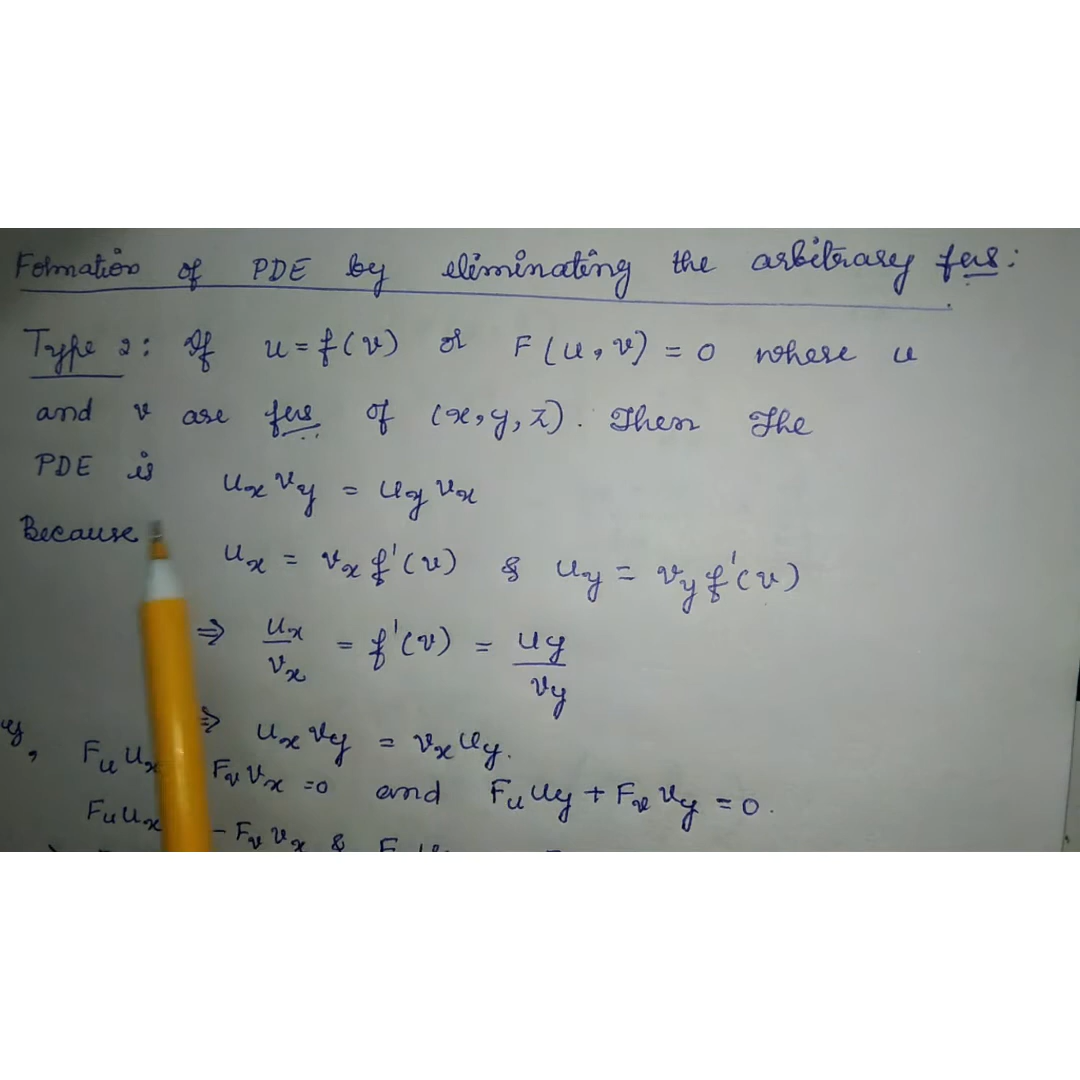 Formation of PDE by eliminating the arbitrary fns:
Type 2: If u = f(v) or F(u, v) = 0 where u
and v are fns of (x, y, z). Then the
PDE is u_x v_y = u_y v_x
Because u_x = v_x f'(v) & u_y = v_y f'(v)
⇒ u_x/v_x = f'(v) = u_y/v_y
⇒ u_x v_y = v_x u_y.
F_u u_x F_v v_x = 0 and F_u u_y + F_v v_y = 0.
F_u u_x - F_v v_x &